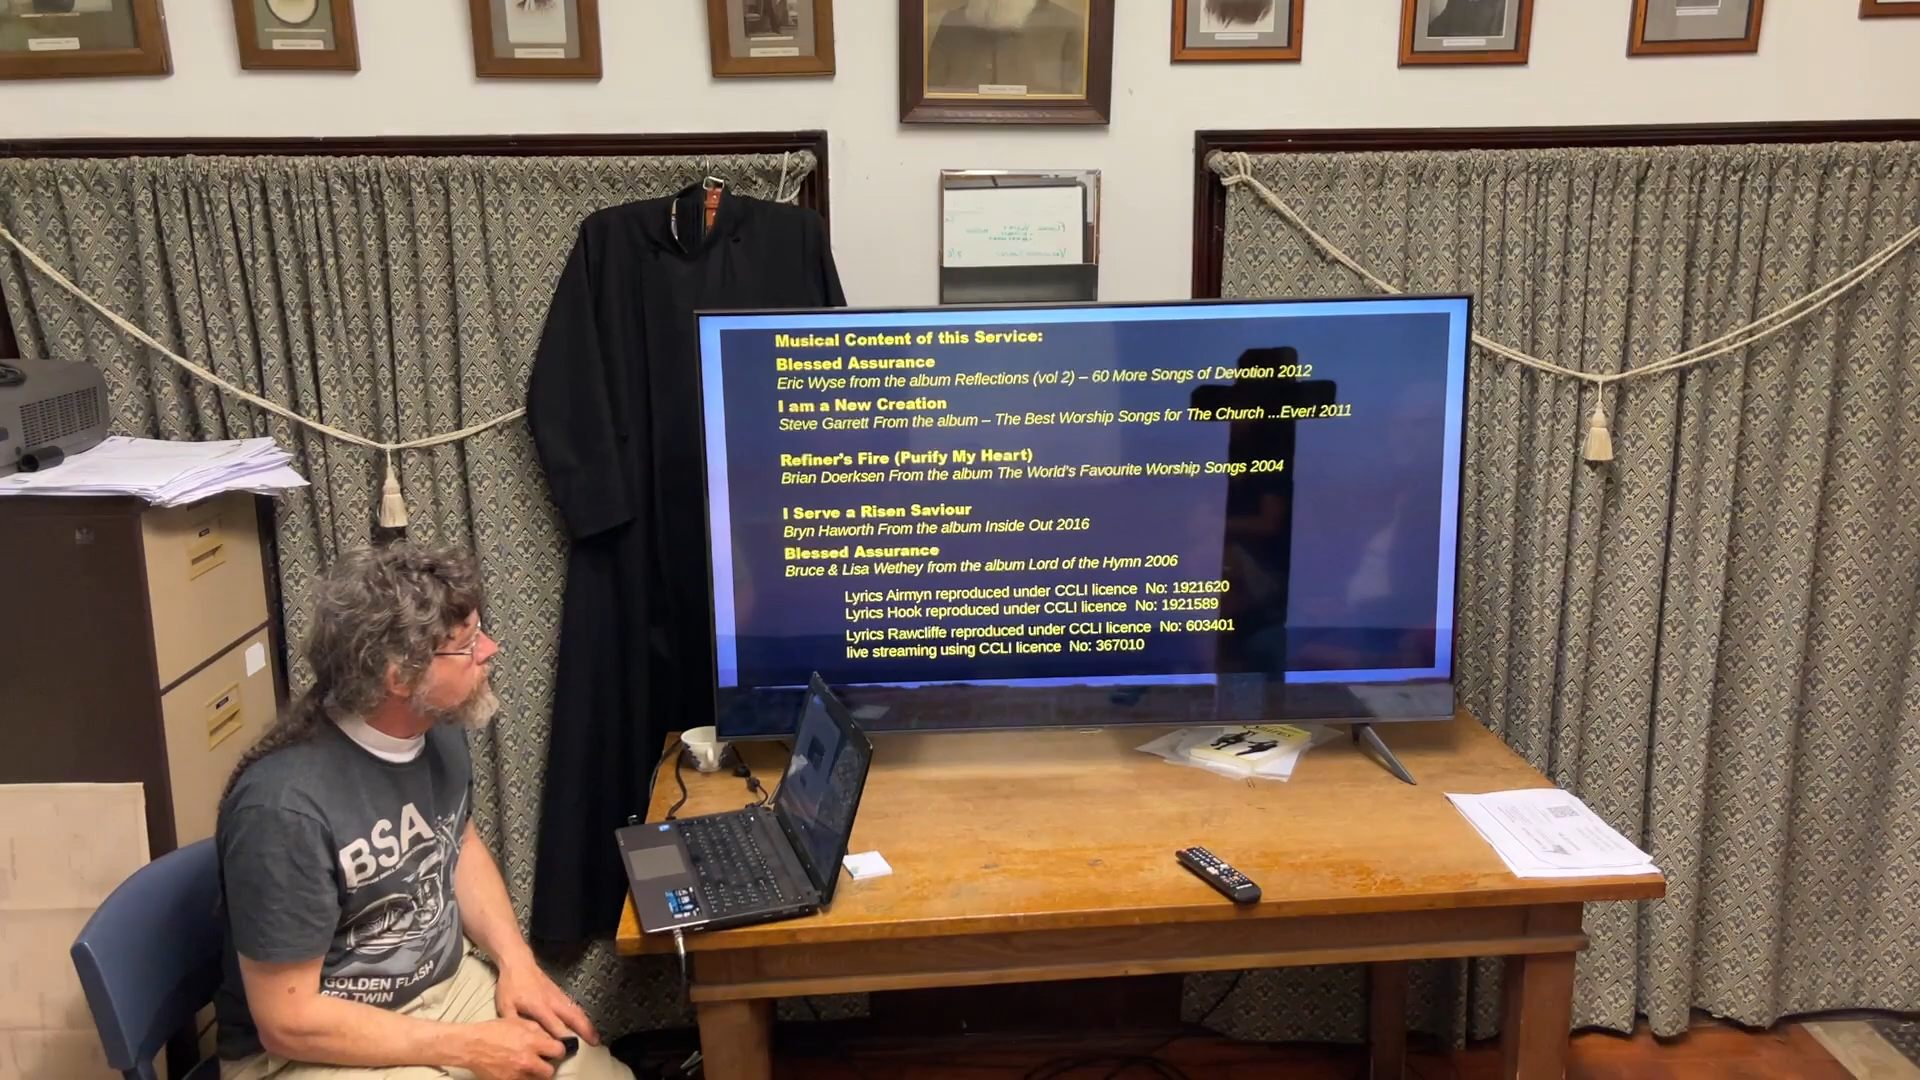 Musical Content of this Service:
Blessed Assurance
Eric Wyse from the album Reflections (vol 2) – 60 More Songs of Devotion 2012
I am a New Creation
Steve Garrett From the album – The Best Worship Songs for The Church ...Ever! 2011
Refiner's Fire (Purify My Heart)
Brian Doerksen From the album The World's Favourite Worship Songs 2004
I Serve a Risen Saviour
Bryn Haworth From the album Inside Out 2016
Blessed Assurance
Bruce & Lisa Wethey from the album Lord of the Hymn 2006
Lyrics Airmyn reproduced under CCLI licence No: 1921620
Lyrics Hook reproduced under CCLI licence No: 1921589
Lyrics Rawcliffe reproduced under CCLI licence No: 603401
live streaming using CCLI licence No: 367010
BSA
GOLDEN FLASH
650 TWIN